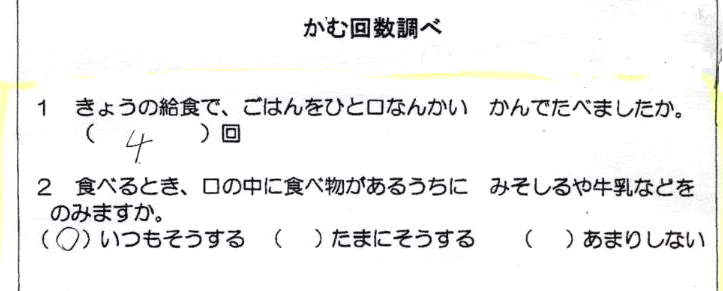 かむ回数調べ
1 きょうの給食で、ごはんをひと口なんかい かんでたべましたか。
( 4 )回
2 食べるとき、口の中に食べ物があるうちに みそしるや牛乳などを
のみますか。
(○)いつもそうする ( )たまにそうする ( )あまりしない